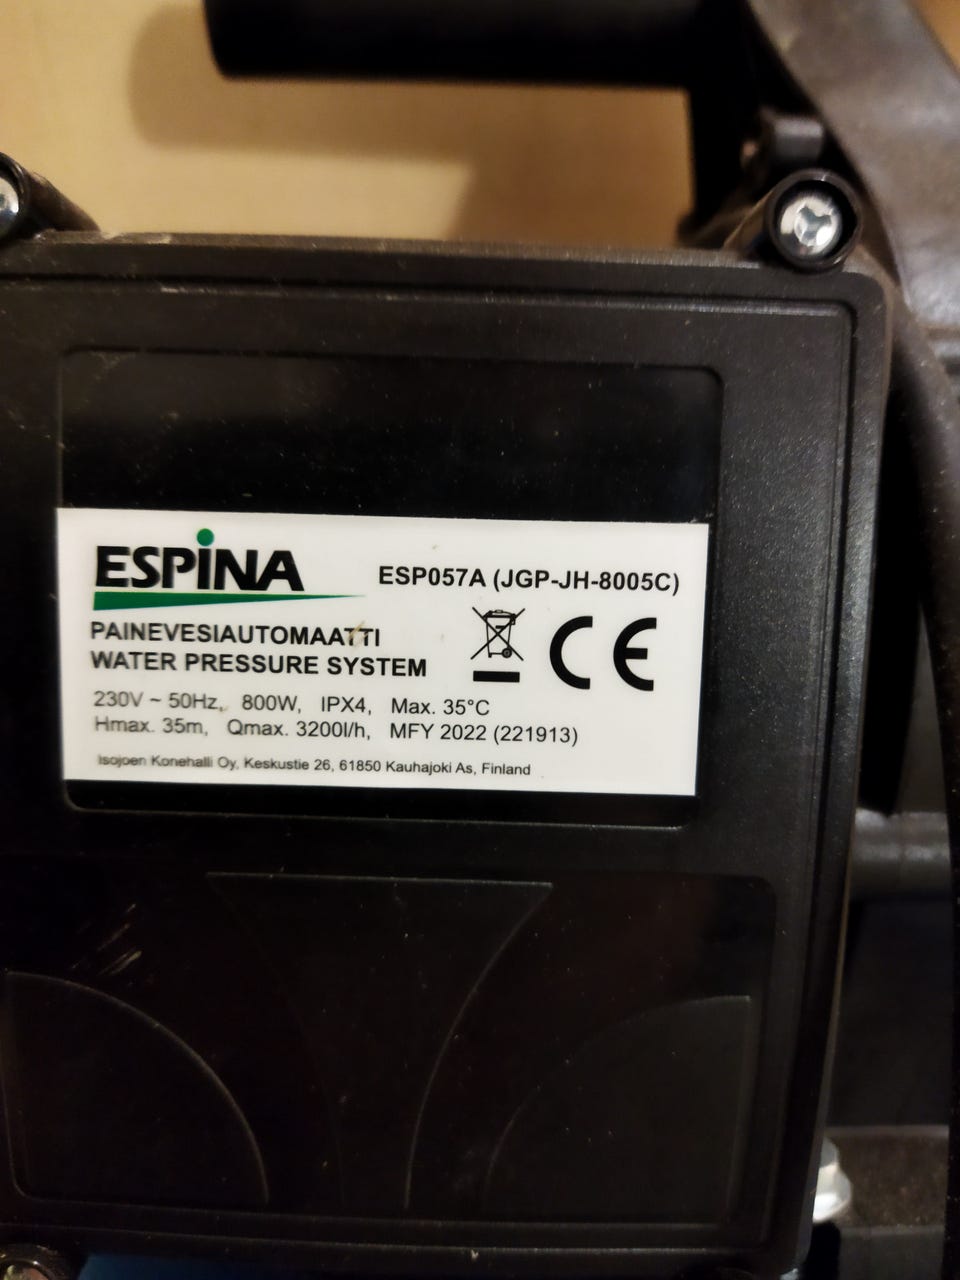 ESPINA
ESP057A (JGP-JH-8005C)
PAINEVESIAUTOMAATTI
WATER PRESSURE SYSTEM
CE
230V ~ 50Hz, 800W, IPX4, Max. 35°C
Hmax. 35m, Qmax. 3200l/h, MFY 2022 (221913)
Isojoen Konehalli Oy, Keskustie 26, 61850 Kauhajoki As, Finland